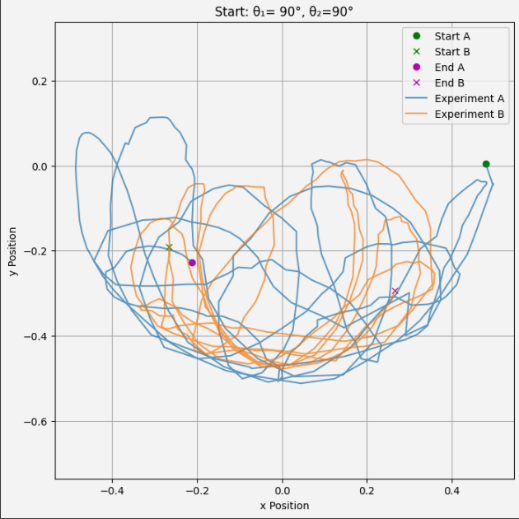 Start: θ₁= 90°, θ₂=90°
Start A
Start B
End A
End B
Experiment A
Experiment B
0.2
0.0
−0.2
−0.4
−0.6
y Position
−0.4
−0.2
0.0
0.2
0.4
x Position